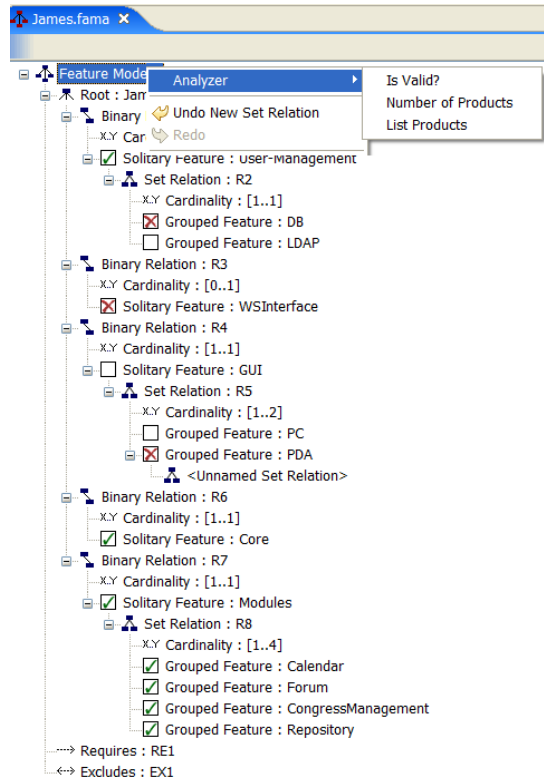 James.fama
Feature Mode
Analyzer
Is Valid?
Root : Jam
Number of Products
Undo New Set Relation
List Products
Binary
Redo
X..Y Car
Solitary Feature : User-Management
Set Relation : R2
X..Y Cardinality : [1..1]
Grouped Feature : DB
Grouped Feature : LDAP
Binary Relation : R3
X..Y Cardinality : [0..1]
Solitary Feature : WSInterface
Binary Relation : R4
X..Y Cardinality : [1..1]
Solitary Feature : GUI
Set Relation : R5
X..Y Cardinality : [1..2]
Grouped Feature : PC
Grouped Feature : PDA
<Unnamed Set Relation>
Binary Relation : R6
X..Y Cardinality : [1..1]
Solitary Feature : Core
Binary Relation : R7
X..Y Cardinality : [1..1]
Solitary Feature : Modules
Set Relation : R8
X..Y Cardinality : [1..4]
Grouped Feature : Calendar
Grouped Feature : Forum
Grouped Feature : CongressManagement
Grouped Feature : Repository
Requires : RE1
Excludes : EX1